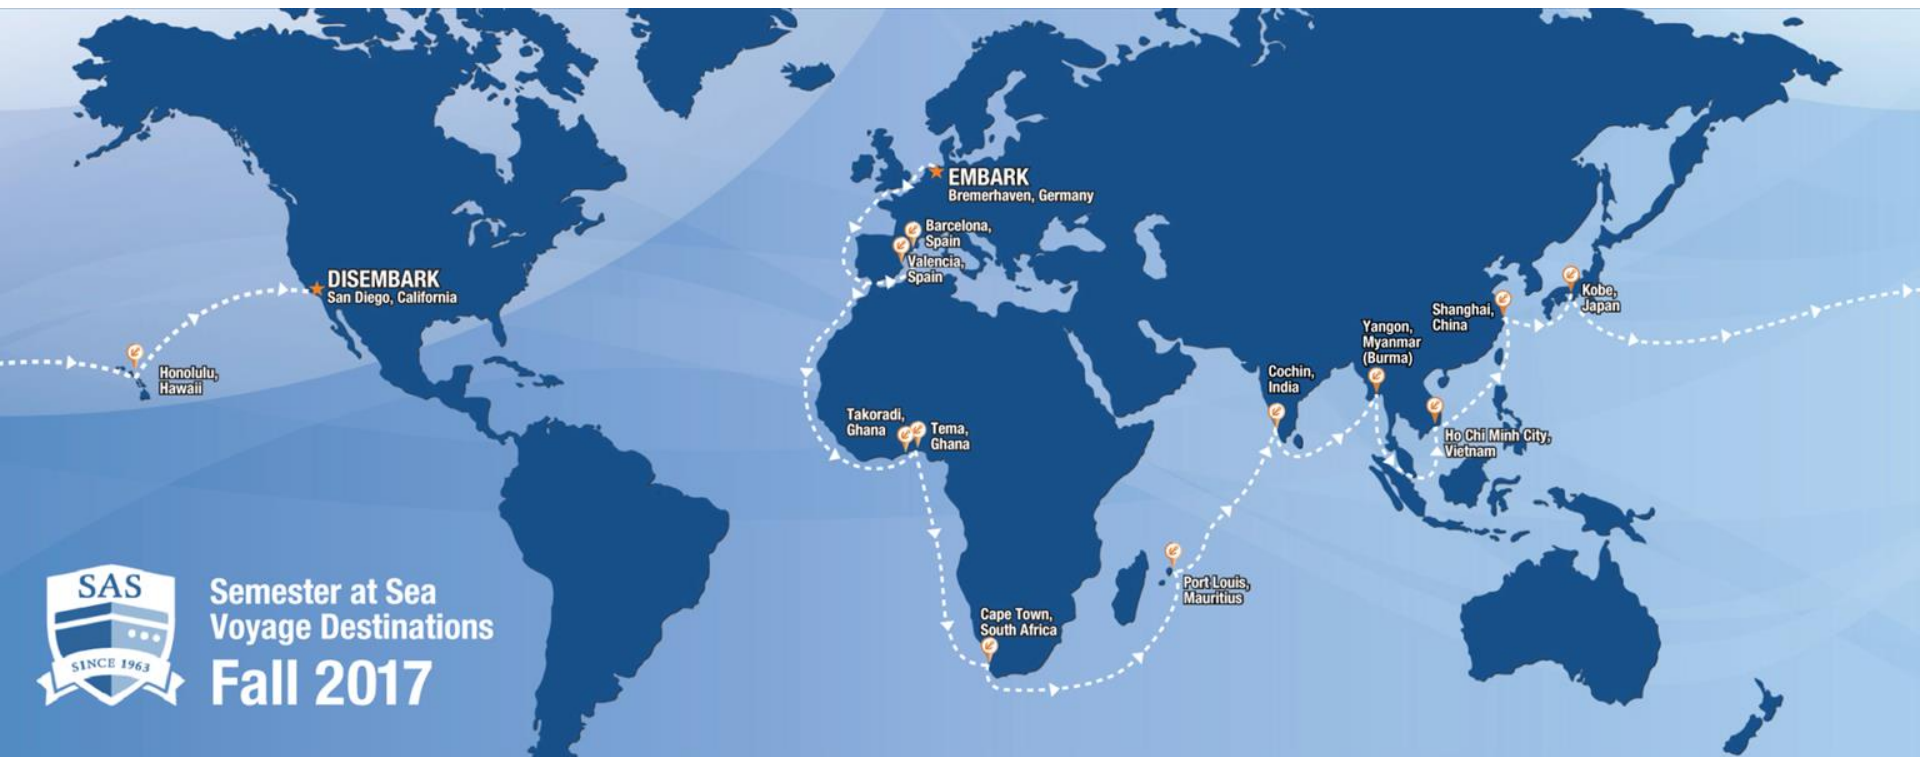 EMBARK
Bremerhaven, Germany
Barcelona,
Spain
Valencia,
Spain
DISEMBARK
San Diego, California
Kobe,
Japan
Shanghai,
China
Yangon,
Myanmar
(Burma)
Honolulu,
Hawaii
Cochin,
India
Takoradi,
Ghana
Tema,
Ghana
Ho Chi Minh City,
Vietnam
Port Louis,
Mauritius
Cape Town,
South Africa
SAS
SINCE 1963
Semester at Sea
Voyage Destinations
Fall 2017